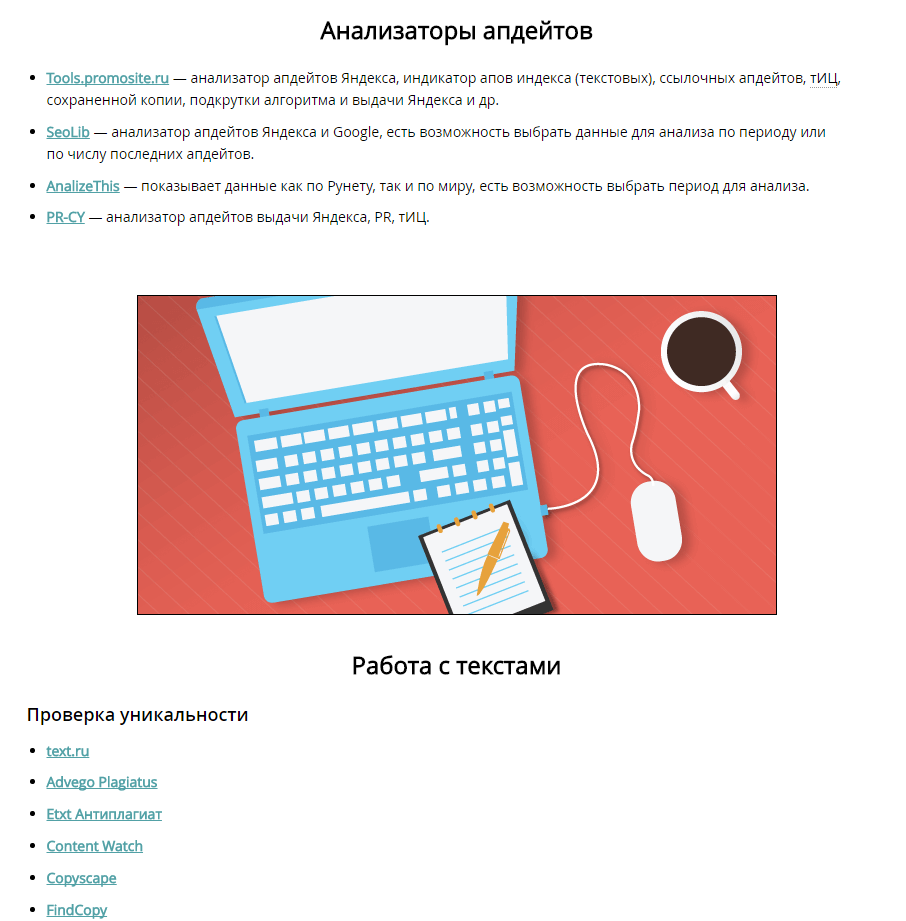 Анализаторы апдейтов
Tools.promosite.ru — анализатор апдейтов Яндекса, индикатор апов индекса (текстовых), ссылочных апдейтов, тИЦ,
сохраненной копии, подкрутки алгоритма и выдачи Яндекса и др.
SeoLib — анализатор апдейтов Яндекса и Google, есть возможность выбрать данные для анализа по периоду или
по числу последних апдейтов.
AnalizeThis — показывает данные как по Рунету, так и по миру, есть возможность выбрать период для анализа.
PR-CY — анализатор апдейтов выдачи Яндекса, PR, тИЦ.
Работа с текстами
Проверка уникальности
text.ru
Advego Plagiatus
Etxt Антиплагиат
Content Watch
Copyscape
FindCopy